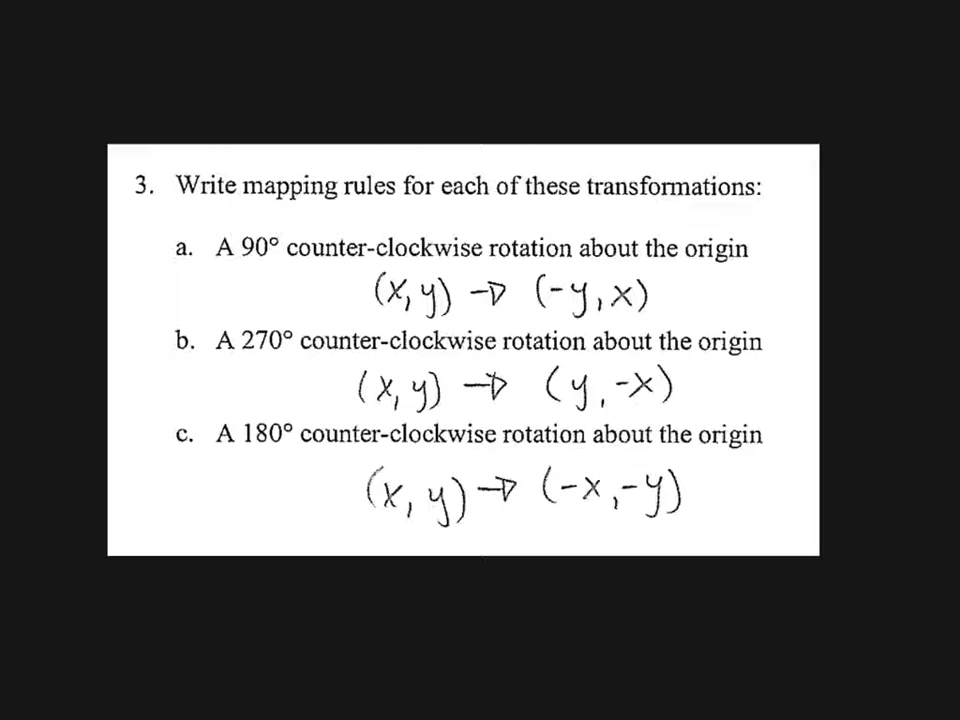 3. Write mapping rules for each of these transformations:
a. A 90° counter-clockwise rotation about the origin
(x, y) → (-y, x)
b. A 270° counter-clockwise rotation about the origin
(x, y) → (y, -x)
c. A 180° counter-clockwise rotation about the origin
(x, y) → (-x, -y)